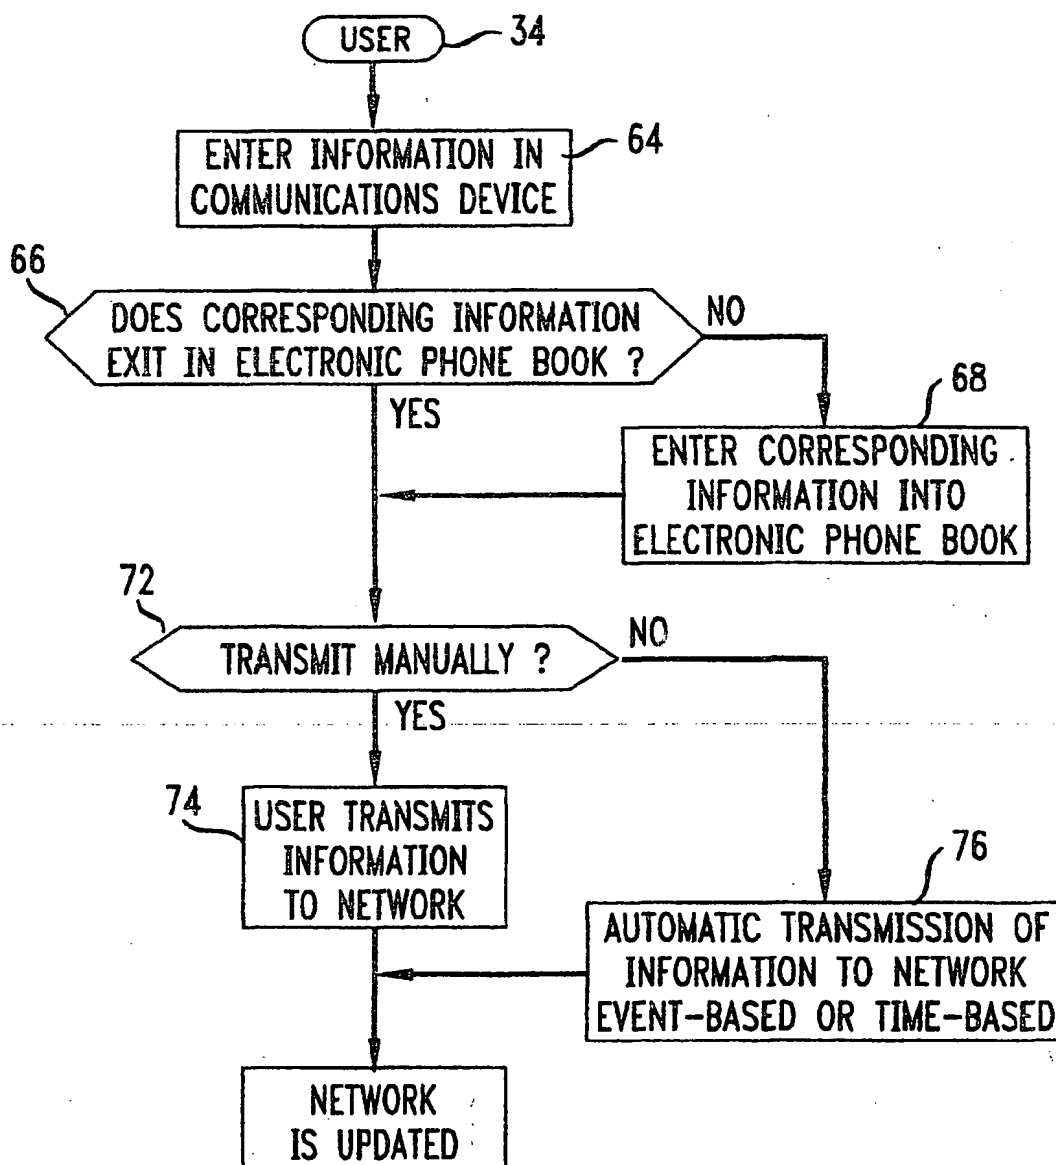 USER
34
ENTER INFORMATION IN
COMMUNICATIONS DEVICE
64
66
DOES CORRESPONDING INFORMATION
EXIT IN ELECTRONIC PHONE BOOK ?
NO
YES
68
ENTER CORRESPONDING
INFORMATION INTO
ELECTRONIC PHONE BOOK
72
TRANSMIT MANUALLY ?
NO
YES
74
USER TRANSMITS
INFORMATION
TO NETWORK
76
AUTOMATIC TRANSMISSION OF
INFORMATION TO NETWORK
EVENT-BASED OR TIME-BASED
NETWORK
IS UPDATED